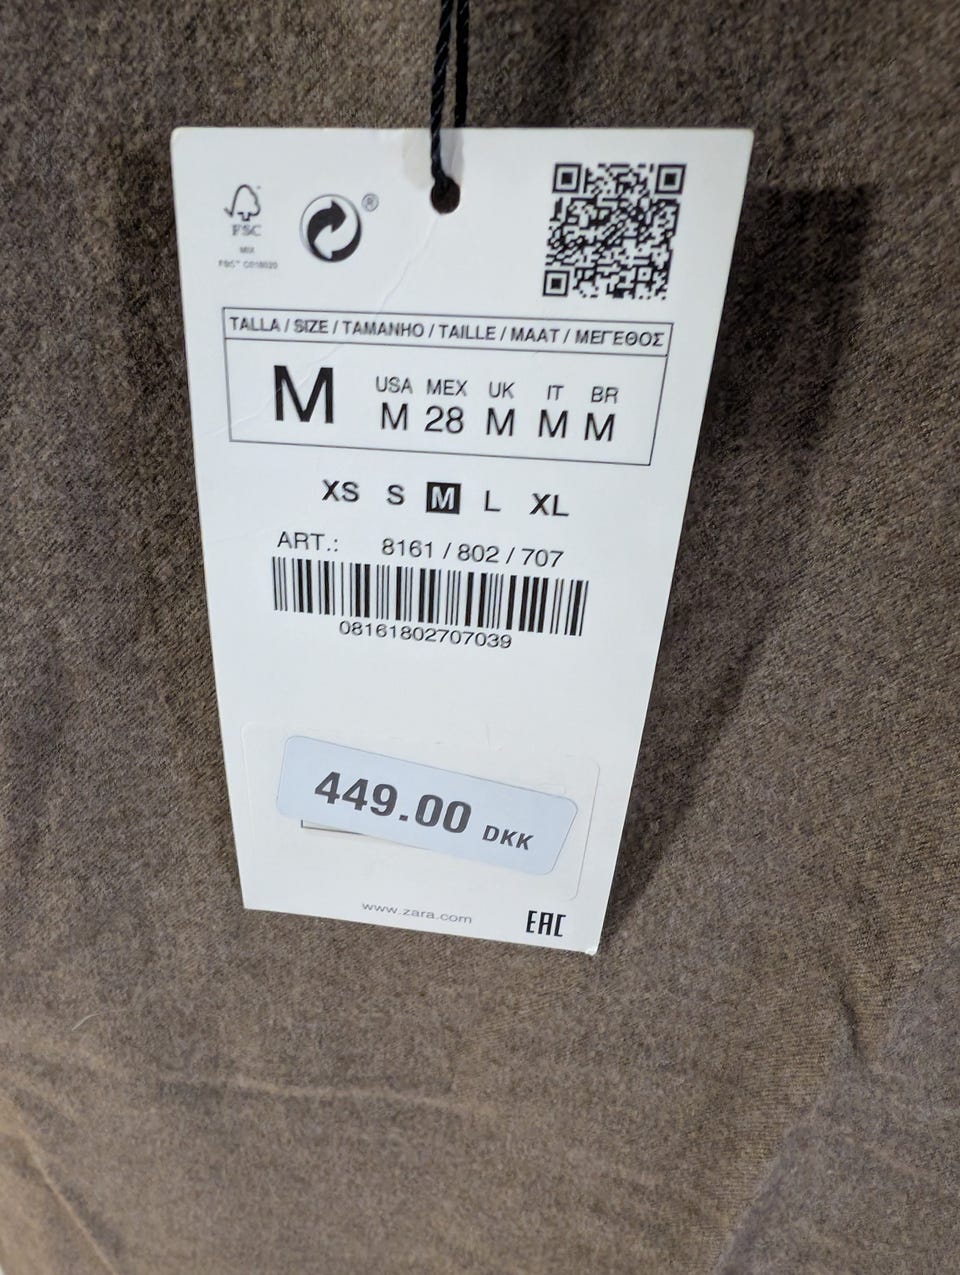 FSC
MIX
FSC™ C018020
®
TALLA / SIZE / TAMANHO / TAILLE / MAAT / ΜΕΓΕΘΟΣ
M
USA MEX UK IT BR
M 28 M M M
XS S M L XL
ART.: 8161 / 802 / 707
08161802707039
449.00 DKK
www.zara.com
EAC